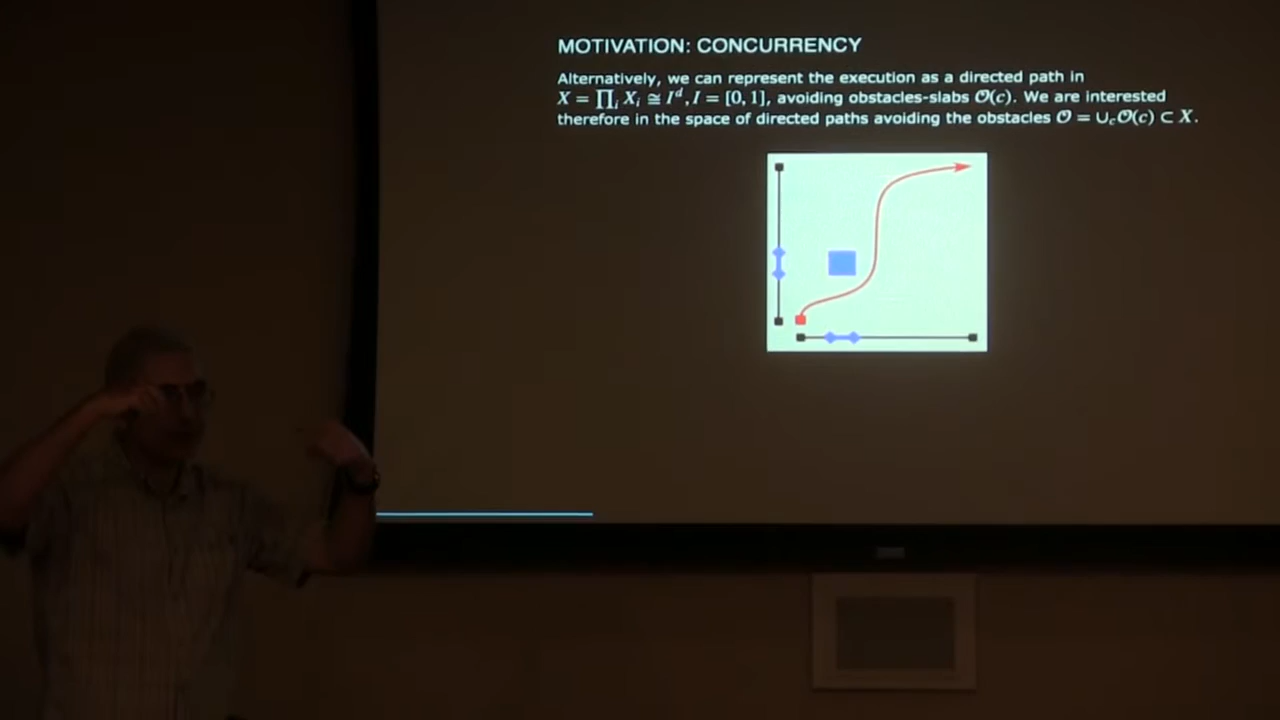 MOTIVATION: CONCURRENCY
Alternatively, we can represent the execution as a directed path in
X = ∏ᵢ Xᵢ ≅ Iᵈ, I = [0, 1], avoiding obstacles-slabs 𝒪(c). We are interested
therefore in the space of directed paths avoiding the obstacles 𝒪 = ∪꜀𝒪(c) ⊂ X.